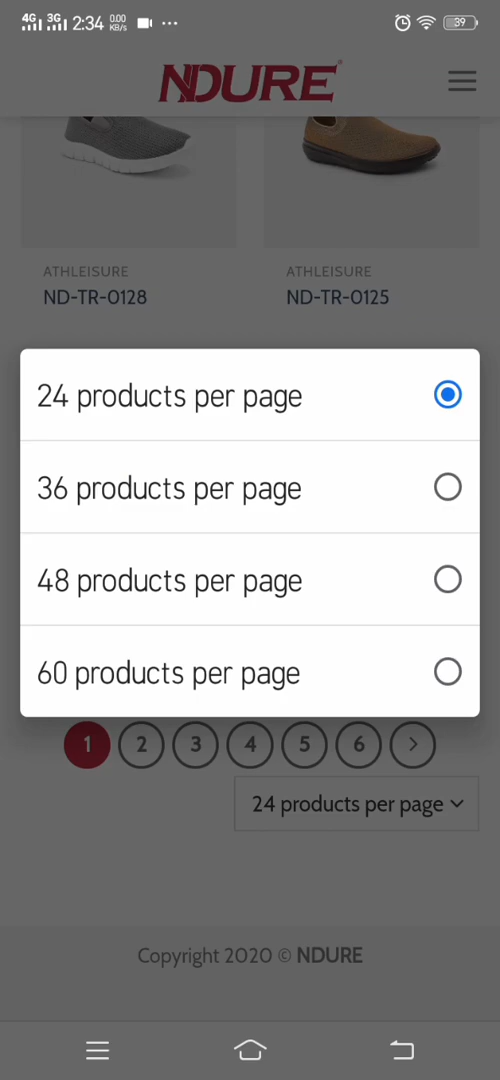 4G 3G 2:34 0.00 KB/s 39
NDURE
ATHLEISURE ATHLEISURE
ND-TR-0128 ND-TR-0125
24 products per page
36 products per page
48 products per page
60 products per page
1 2 3 4 5 6
24 products per page
Copyright 2020 © NDURE